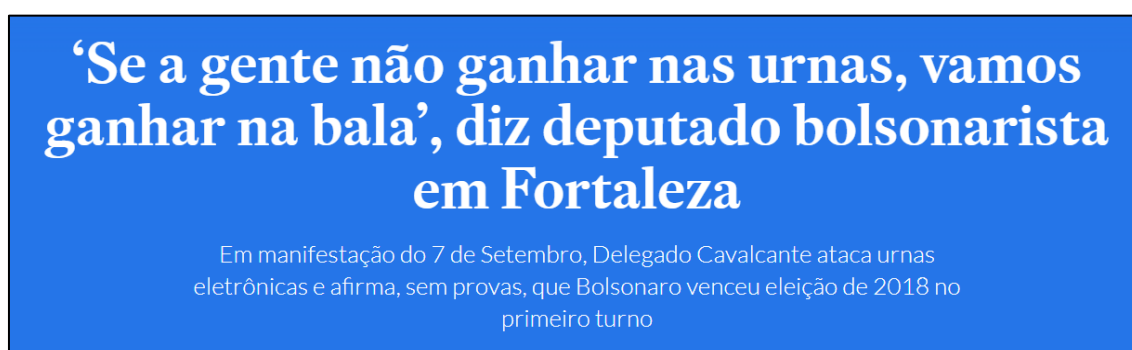 ‘Se a gente não ganhar nas urnas, vamos
ganhar na bala’, diz deputado bolsonarista
em Fortaleza
Em manifestação do 7 de Setembro, Delegado Cavalcante ataca urnas
eletrônicas e afirma, sem provas, que Bolsonaro venceu eleição de 2018 no
primeiro turno